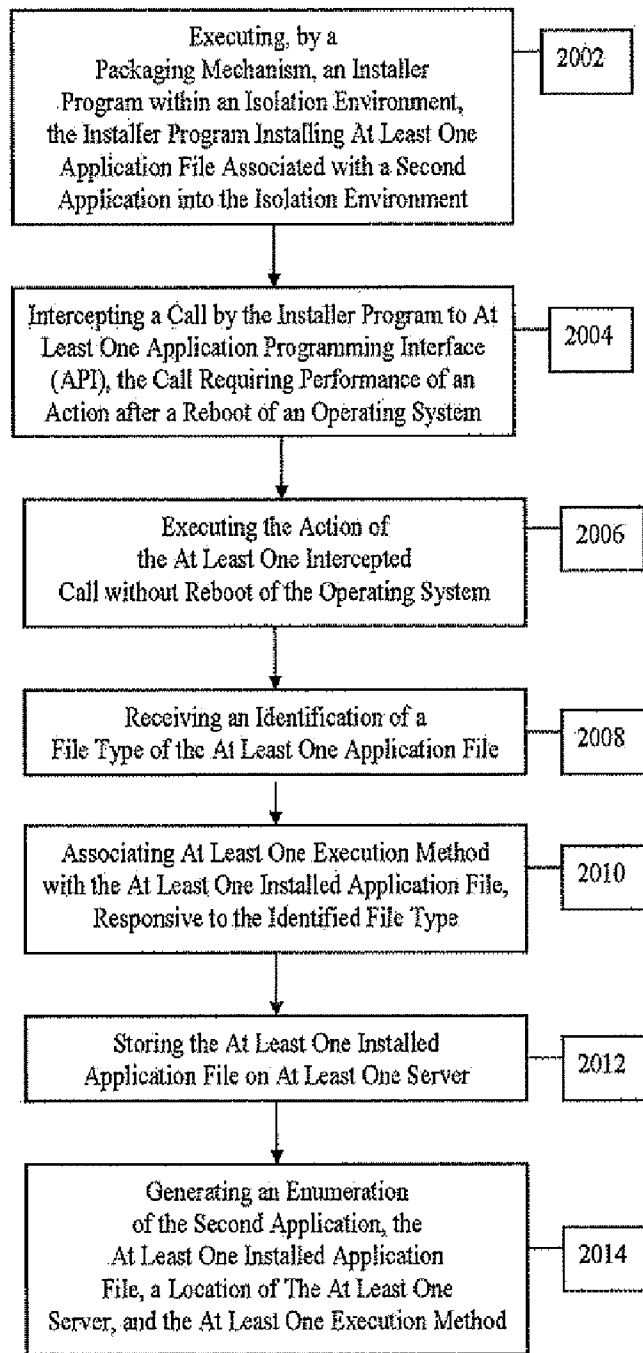 Executing, by a
Packaging Mechanism, an Installer
Program within an Isolation Environment,
the Installer Program Installing At Least One
Application File Associated with a Second
Application into the Isolation Environment
2002
Intercepting a Call by the Installer Program to At
Least One Application Programming Interface
(API), the Call Requiring Performance of an
Action after a Reboot of an Operating System
2004
Executing the Action of
the At Least One Intercepted
Call without Reboot of the Operating System
2006
Receiving an Identification of a
File Type of the At Least One Application File
2008
Associating At Least One Execution Method
with the At Least One Installed Application File,
Responsive to the Identified File Type
2010
Storing the At Least One Installed
Application File on At Least One Server
2012
Generating an Enumeration
of the Second Application, the
At Least One Installed Application
File, a Location of The At Least One
Server, and the At Least One Execution Method
2014